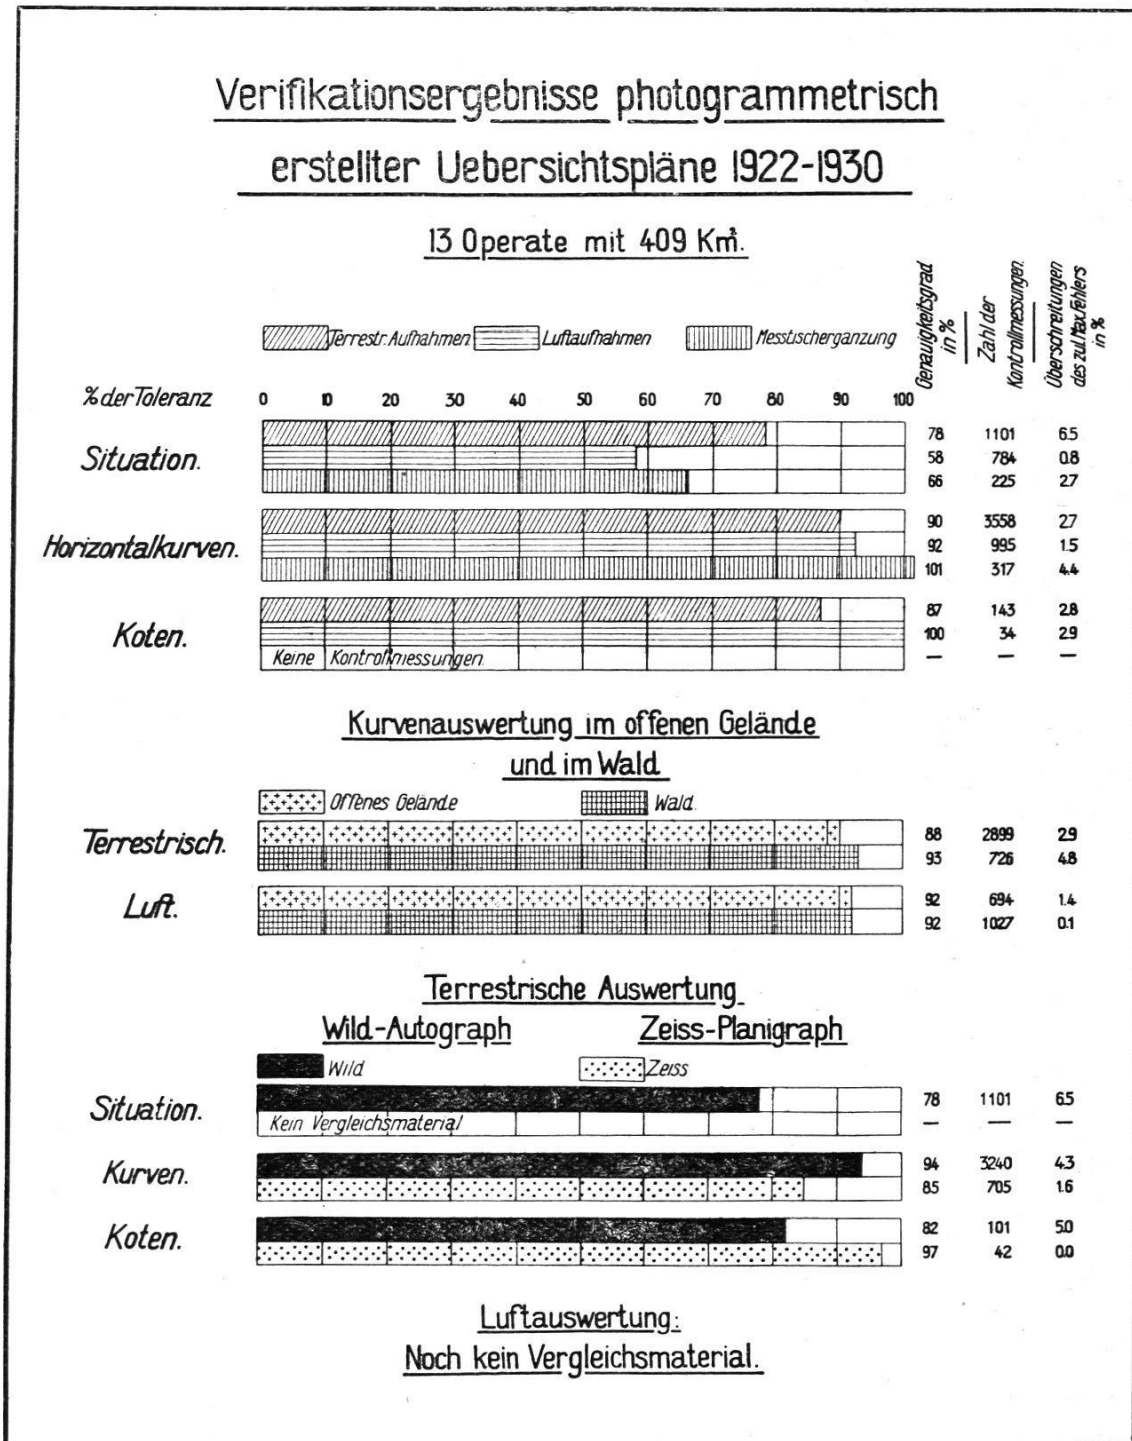 Verifikationsergebnisse photogrammetrisch
erstellter Uebersichtspläne 1922-1930
13 Operate mit 409 Km².
Genauigkeitsgrad in %
Zahl der Kontrollmessungen.
Überschreitungen des zul. Max. Fehlers in %
Terrestr. Aufnahmen Luftaufnahmen Messtischergänzung
% der Toleranz 0 10 20 30 40 50 60 70 80 90 100
Situation.
78 1101 6.5
58 784 0.8
66 225 2.7
Horizontalkurven.
90 3558 2.7
92 995 1.5
101 317 4.4
Koten.
87 143 2.8
100 34 2.9
Keine Kontrollmessungen. — — —
Kurvenauswertung im offenen Gelände
und im Wald
Offenes Gelände Wald.
Terrestrisch.
88 2899 2.9
93 726 4.8
Luft.
92 694 1.4
92 1027 0.1
Terrestrische Auswertung
Wild-Autograph Zeiss-Planigraph
Wild Zeiss
Situation.
78 1101 6.5
Kein Vergleichsmaterial — — —
Kurven.
94 3240 4.3
85 705 1.6
Koten.
82 101 5.0
97 42 0.0
Luftauswertung:
Noch kein Vergleichsmaterial.